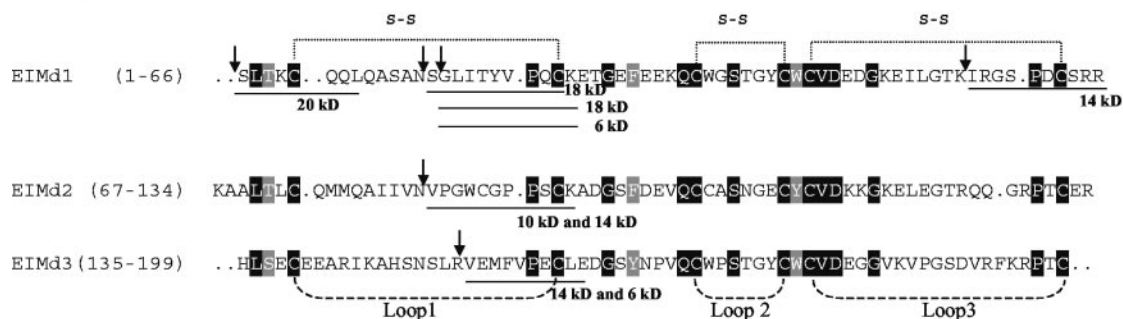 S-S S-S S-S
EIMd1 (1-66) ..SLTKC..QQLQASANSGLITYV.PQCKETGEFEEKQCWGSTGYCWCVDEDGKEILGTKIRGS.PDCSRR
20 kD 18 kD 14 kD
18 kD
6 kD
EIMd2 (67-134) KAALTLC.QMMQAIIVNVPGWCGP.PSCKADGSFDEVQCCASNGECYCVDKKGKELEGTRQQ.GRPTCER
10 kD and 14 kD
EIMd3(135-199) ..HLSECEEARIKAHSNSLRVEMFVPECLEDGSYNPVQCWPSTGYCWCVDEGGVKVPGSDVRFKRPTC..
14 kD and 6 kD
Loop1 Loop 2 Loop3